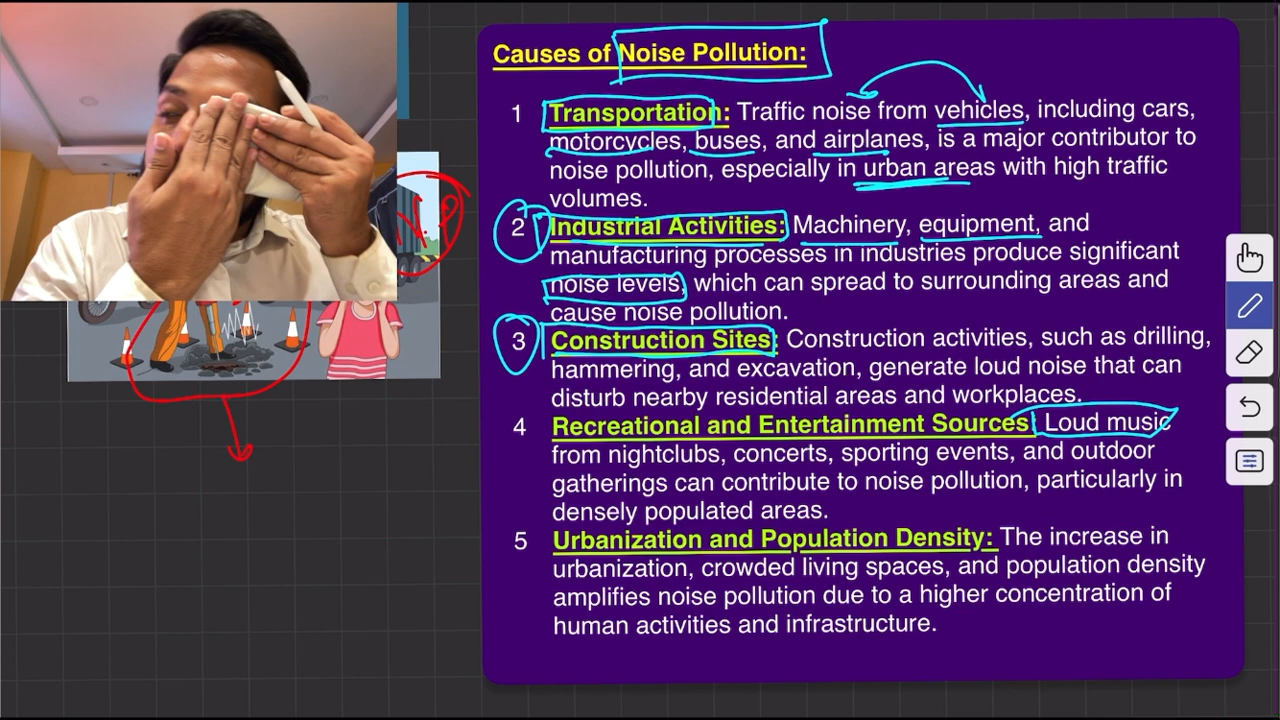 Causes of Noise Pollution:
1 Transportation: Traffic noise from vehicles, including cars,
motorcycles, buses, and airplanes, is a major contributor to
noise pollution, especially in urban areas with high traffic
volumes.
2 Industrial Activities: Machinery, equipment, and
manufacturing processes in industries produce significant
noise levels, which can spread to surrounding areas and
cause noise pollution.
3 Construction Sites: Construction activities, such as drilling,
hammering, and excavation, generate loud noise that can
disturb nearby residential areas and workplaces.
4 Recreational and Entertainment Sources: Loud music
from nightclubs, concerts, sporting events, and outdoor
gatherings can contribute to noise pollution, particularly in
densely populated areas.
5 Urbanization and Population Density: The increase in
urbanization, crowded living spaces, and population density
amplifies noise pollution due to a higher concentration of
human activities and infrastructure.